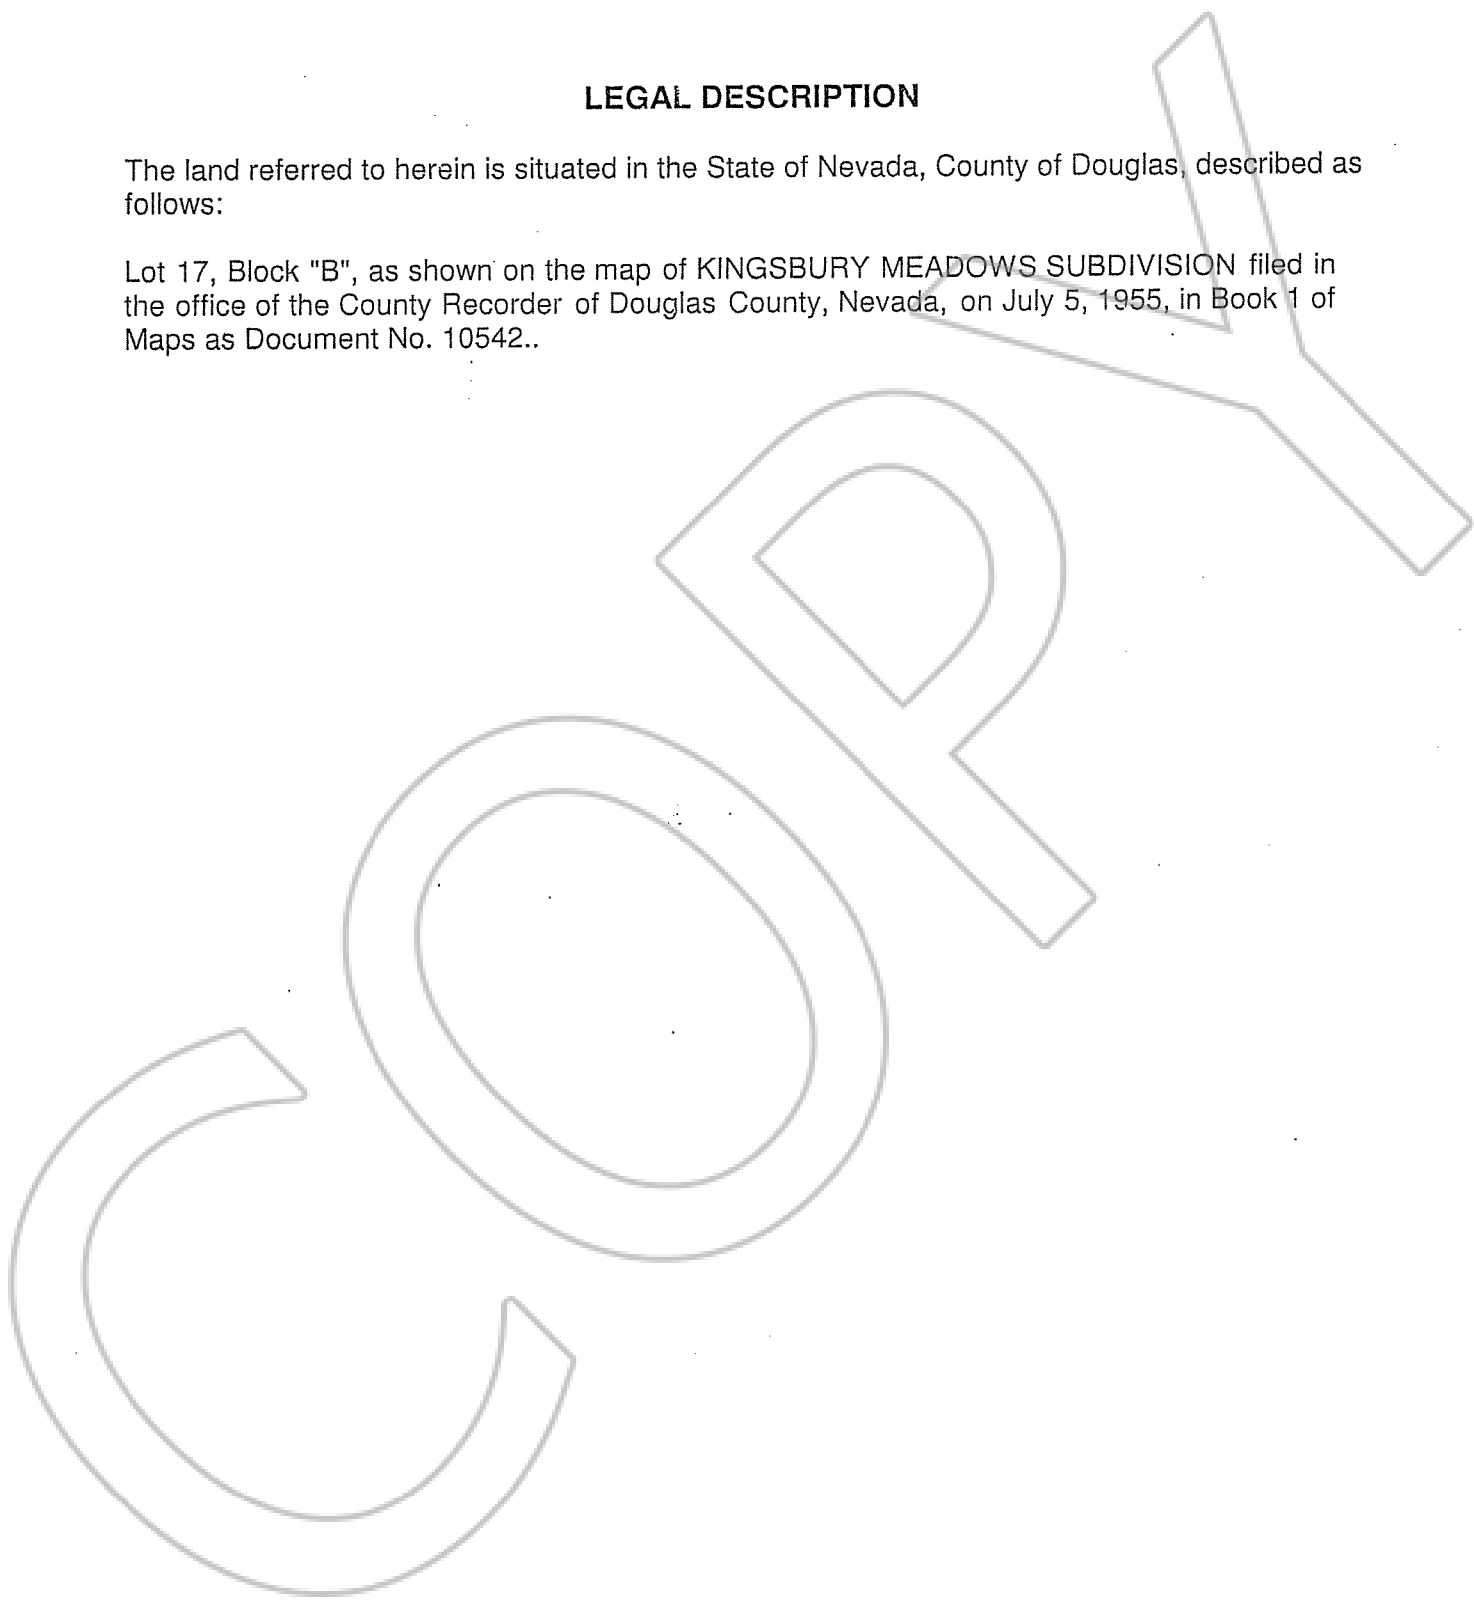 LEGAL DESCRIPTION
The land referred to herein is situated in the State of Nevada, County of Douglas, described as
follows:
Lot 17, Block "B", as shown on the map of KINGSBURY MEADOWS SUBDIVISION filed in
the office of the County Recorder of Douglas County, Nevada, on July 5, 1955, in Book 1 of
Maps as Document No. 10542..
COPY